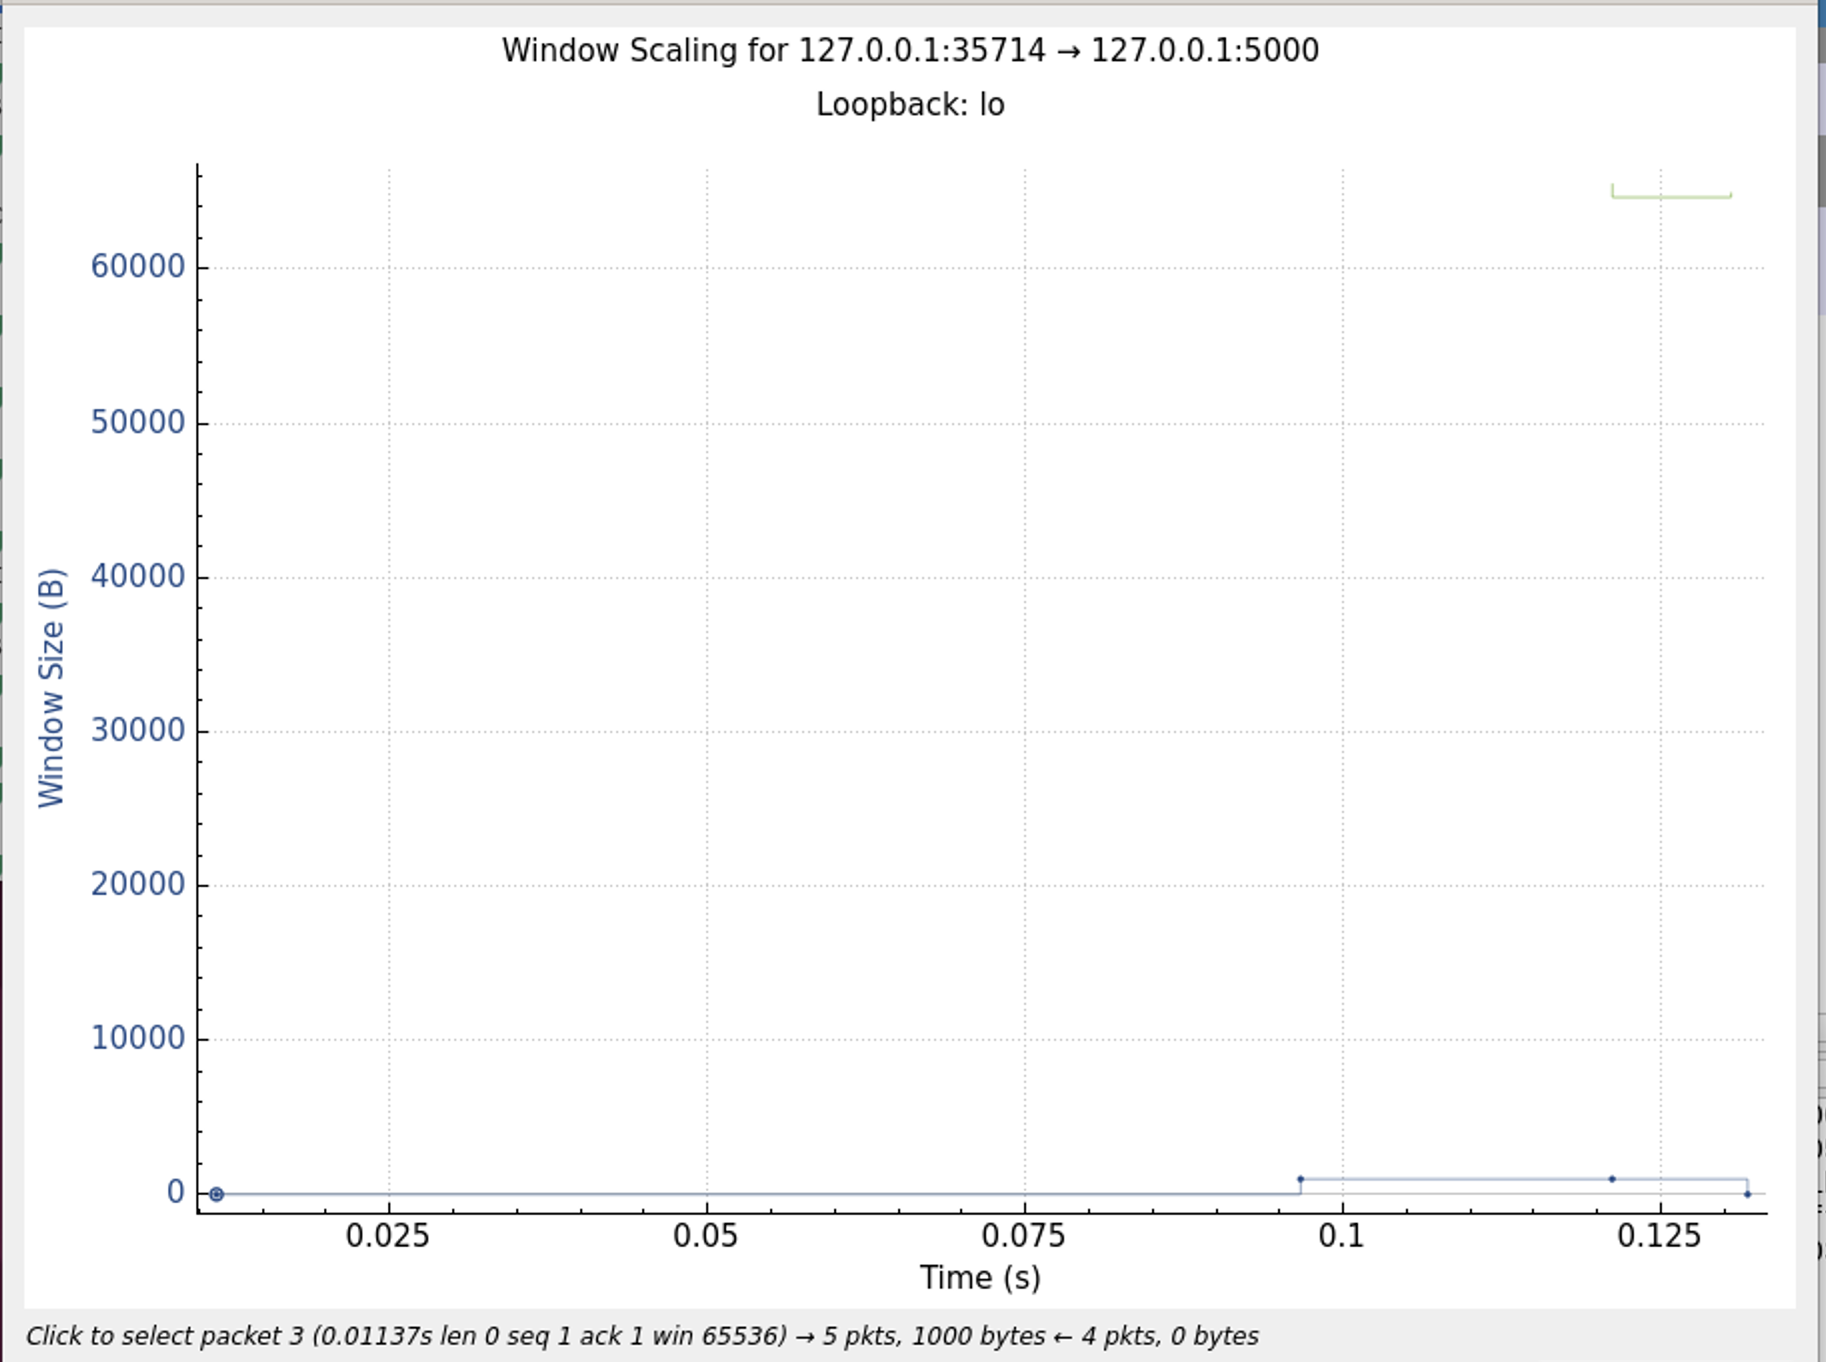 Window Scaling for 127.0.0.1:35714 → 127.0.0.1:5000
Loopback: lo
Window Size (B)
60000
50000
40000
30000
20000
10000
0
0.025 0.05 0.075 0.1 0.125
Time (s)
Click to select packet 3 (0.01137s len 0 seq 1 ack 1 win 65536) → 5 pkts, 1000 bytes ← 4 pkts, 0 bytes